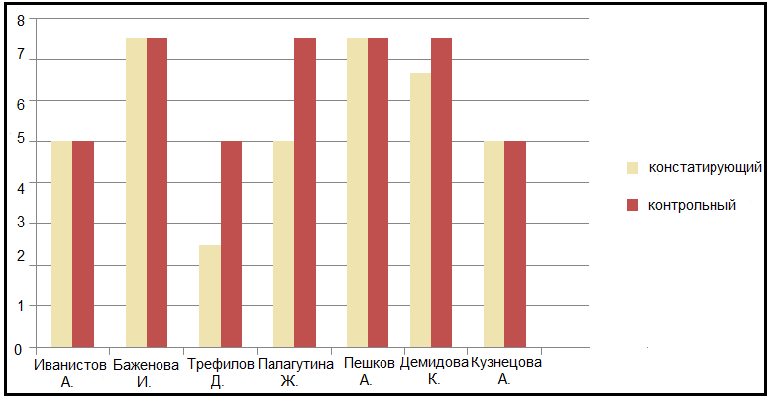 8
7
6
5
4
3
2
1
0
Иванистов А.
Баженова И.
Трефилов Д.
Палагутина Ж.
Пешков А.
Демидова К.
Кузнецова А.
констатирующий
контрольный